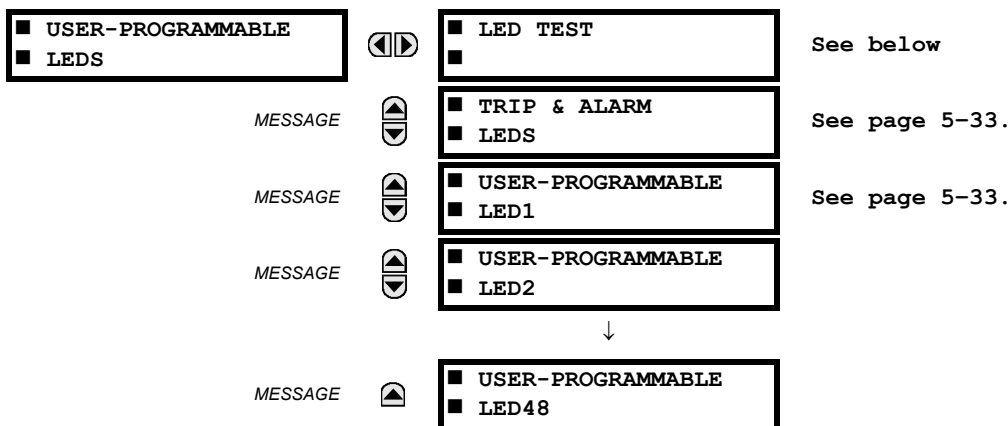 ■ USER-PROGRAMMABLE
■ LEDS
■ LED TEST
■
See below
MESSAGE
■ TRIP & ALARM
■ LEDS
See page 5–33.
MESSAGE
■ USER-PROGRAMMABLE
■ LED1
See page 5–33.
MESSAGE
■ USER-PROGRAMMABLE
■ LED2
↓
MESSAGE
■ USER-PROGRAMMABLE
■ LED48